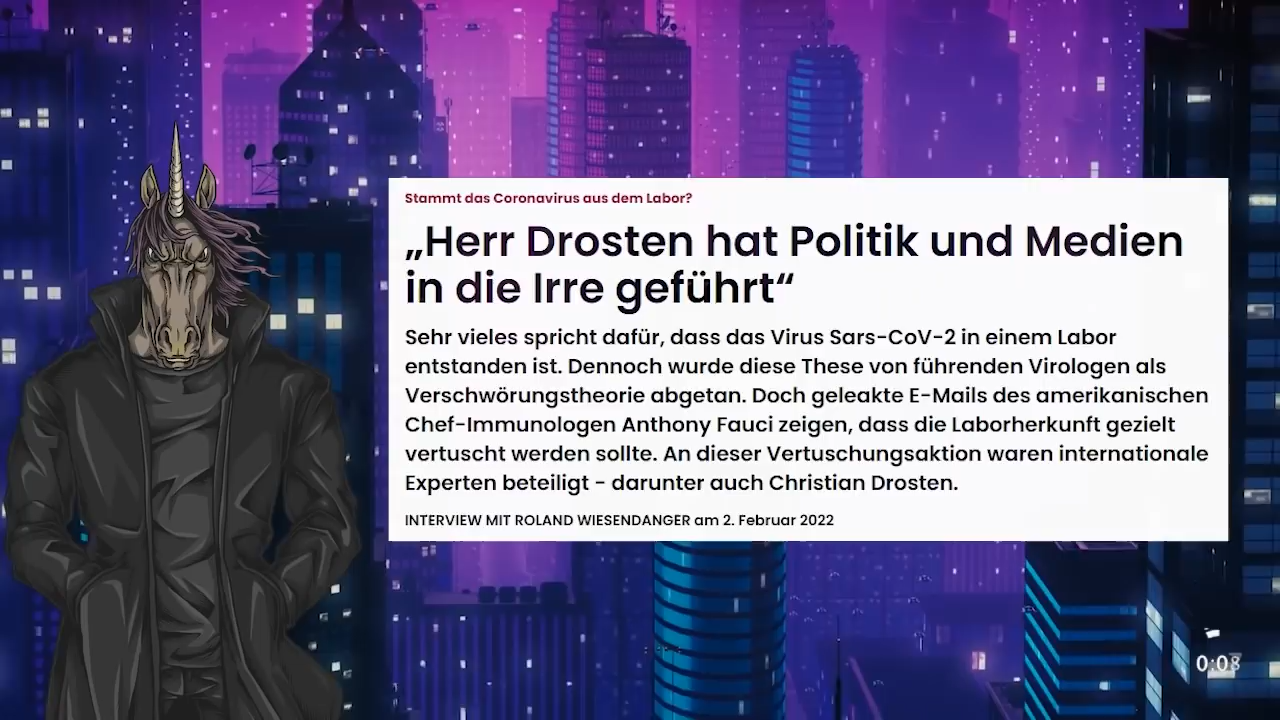 Stammt das Coronavirus aus dem Labor?
„Herr Drosten hat Politik und Medien
in die Irre geführt“
Sehr vieles spricht dafür, dass das Virus Sars-CoV-2 in einem Labor
entstanden ist. Dennoch wurde diese These von führenden Virologen als
Verschwörungstheorie abgetan. Doch geleakte E-Mails des amerikanischen
Chef-Immunologen Anthony Fauci zeigen, dass die Laborherkunft gezielt
vertuscht werden sollte. An dieser Vertuschungsaktion waren internationale
Experten beteiligt - darunter auch Christian Drosten.
INTERVIEW MIT ROLAND WIESENDANGER am 2. Februar 2022